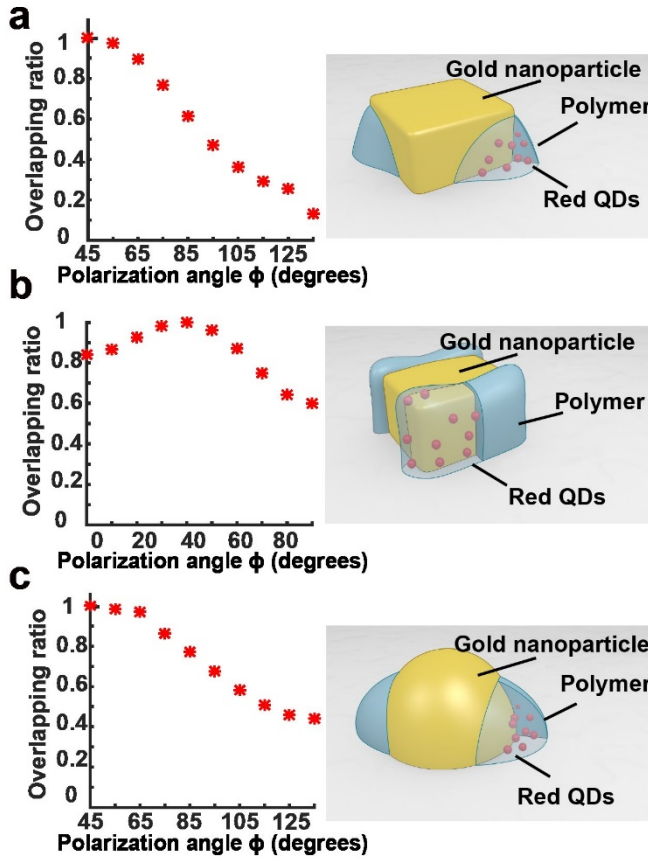 a
1
0.8
0.6
0.4
0.2
0
Overlapping ratio
45 65 85 105 125
Polarization angle ϕ (degrees)
Gold nanoparticle
Polymer
Red QDs
b
1
0.8
0.6
0.4
0.2
0
Overlapping ratio
0 20 40 60 80
Polarization angle ϕ (degrees)
Gold nanoparticle
Polymer
Red QDs
c
1
0.8
0.6
0.4
0.2
0
Overlapping ratio
45 65 85 105 125
Polarization angle ϕ (degrees)
Gold nanoparticle
Polymer
Red QDs